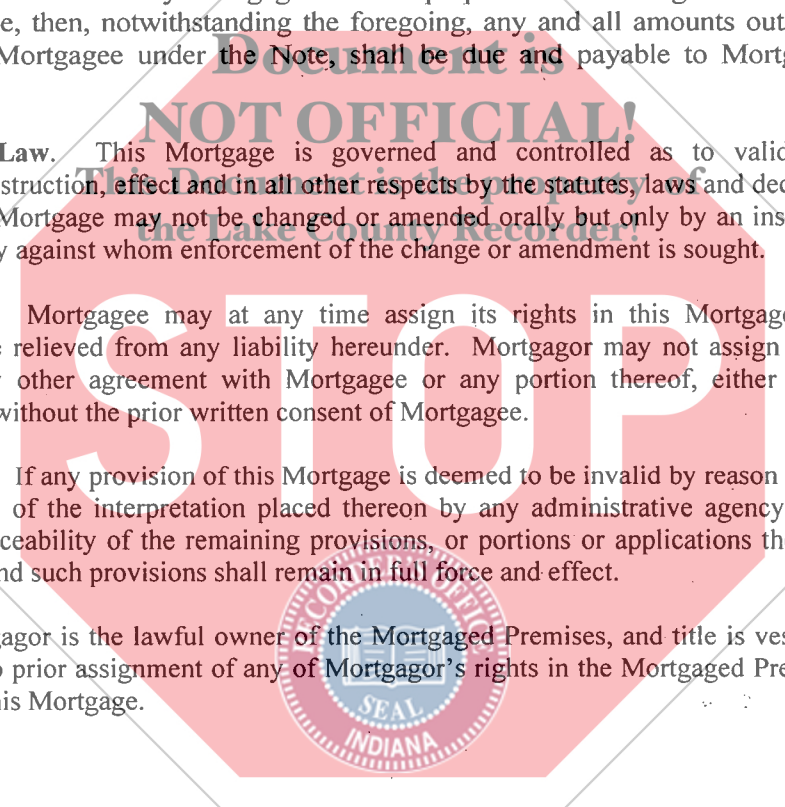 e, then, notwithstanding the foregoing, any and all amounts out
Mortgagee under the Note, shall be due and payable to Mortg
Document is
NOT OFFICIAL!
This Document is the property of
the Lake County Recorder!
Law. This Mortgage is governed and controlled as to valid
struction, effect and in all other respects by the statutes, laws and dec
Mortgage may not be changed or amended orally but only by an ins
y against whom enforcement of the change or amendment is sought.
STOP
Mortgagee may at any time assign its rights in this Mortgage
relieved from any liability hereunder. Mortgagor may not assign
other agreement with Mortgagee or any portion thereof, either
without the prior written consent of Mortgagee.
If any provision of this Mortgage is deemed to be invalid by reason
of the interpretation placed thereon by any administrative agency
ceability of the remaining provisions, or portions or applications th
nd such provisions shall remain in full force and effect.
RECORDER'S OFFICE
SEAL
INDIANA
gagor is the lawful owner of the Mortgaged Premises, and title is ves
prior assignment of any of Mortgagor's rights in the Mortgaged Pre
his Mortgage.